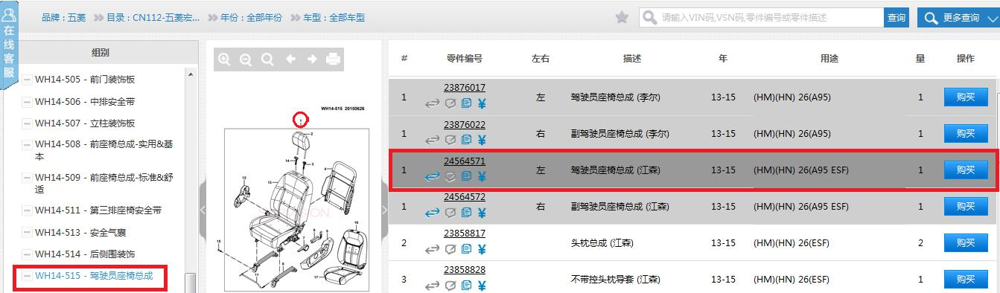 在线客服
品牌 : 五菱 目录 : CN112-五菱宏... 年份 : 全部年份 车型 : 全部车型
请输入VIN码,VSN码,零件编号或零件描述 查询 更多查询
组别
WH14-505 - 前门装饰板
WH14-506 - 中排安全带
WH14-507 - 立柱装饰板
WH14-508 - 前座椅总成-实用&基
本
WH14-509 - 前座椅总成-标准&舒
适
WH14-511 - 第三排座椅安全带
WH14-513 - 安全气囊
WH14-514 - 后侧围装饰
WH14-515 - 驾驶员座椅总成
WH14-515 20150626
1
2
14 3
4
12
13
16
15
7
6
5
8
17
# 零件编号 左右 描述 年 用途 量 操作
1 23876017 左 驾驶员座椅总成 (李尔) 13-15 (HM)(HN) 26(A95) 1 购买
1 23876022 右 副驾驶员座椅总成 (李尔) 13-15 (HM)(HN) 26(A95) 1 购买
1 24564571 左 驾驶员座椅总成 (江森) 13-15 (HM)(HN) 26(A95 ESF) 1 购买
1 24564572 右 副驾驶员座椅总成 (江森) 13-15 (HM)(HN) 26(A95 ESF) 1 购买
2 23858817 头枕总成 (江森) 13-15 (HM)(HN) 26(ESF) 2 购买
3 23858828 不带控头枕导套 (江森) 13-15 (HM)(HN) 26(ESF) 1 购买